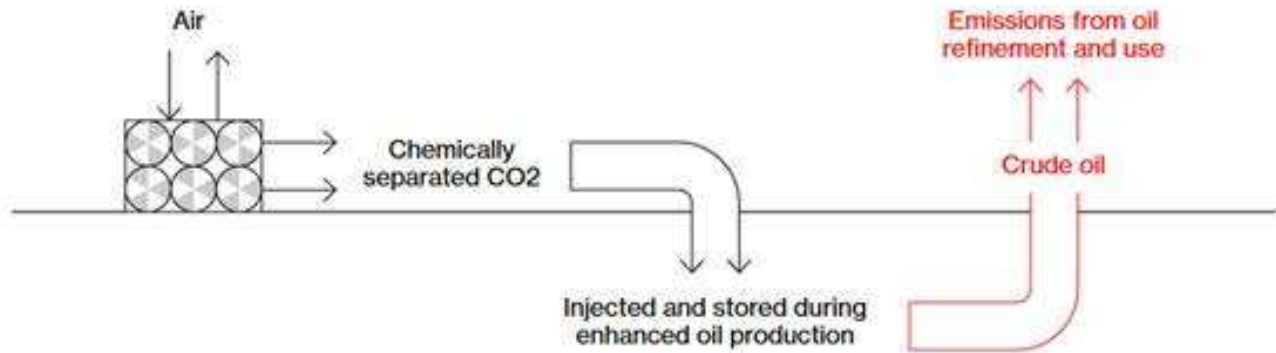 Air
Chemically
separated CO2
Injected and stored during
enhanced oil production
Emissions from oil
refinement and use
Crude oil